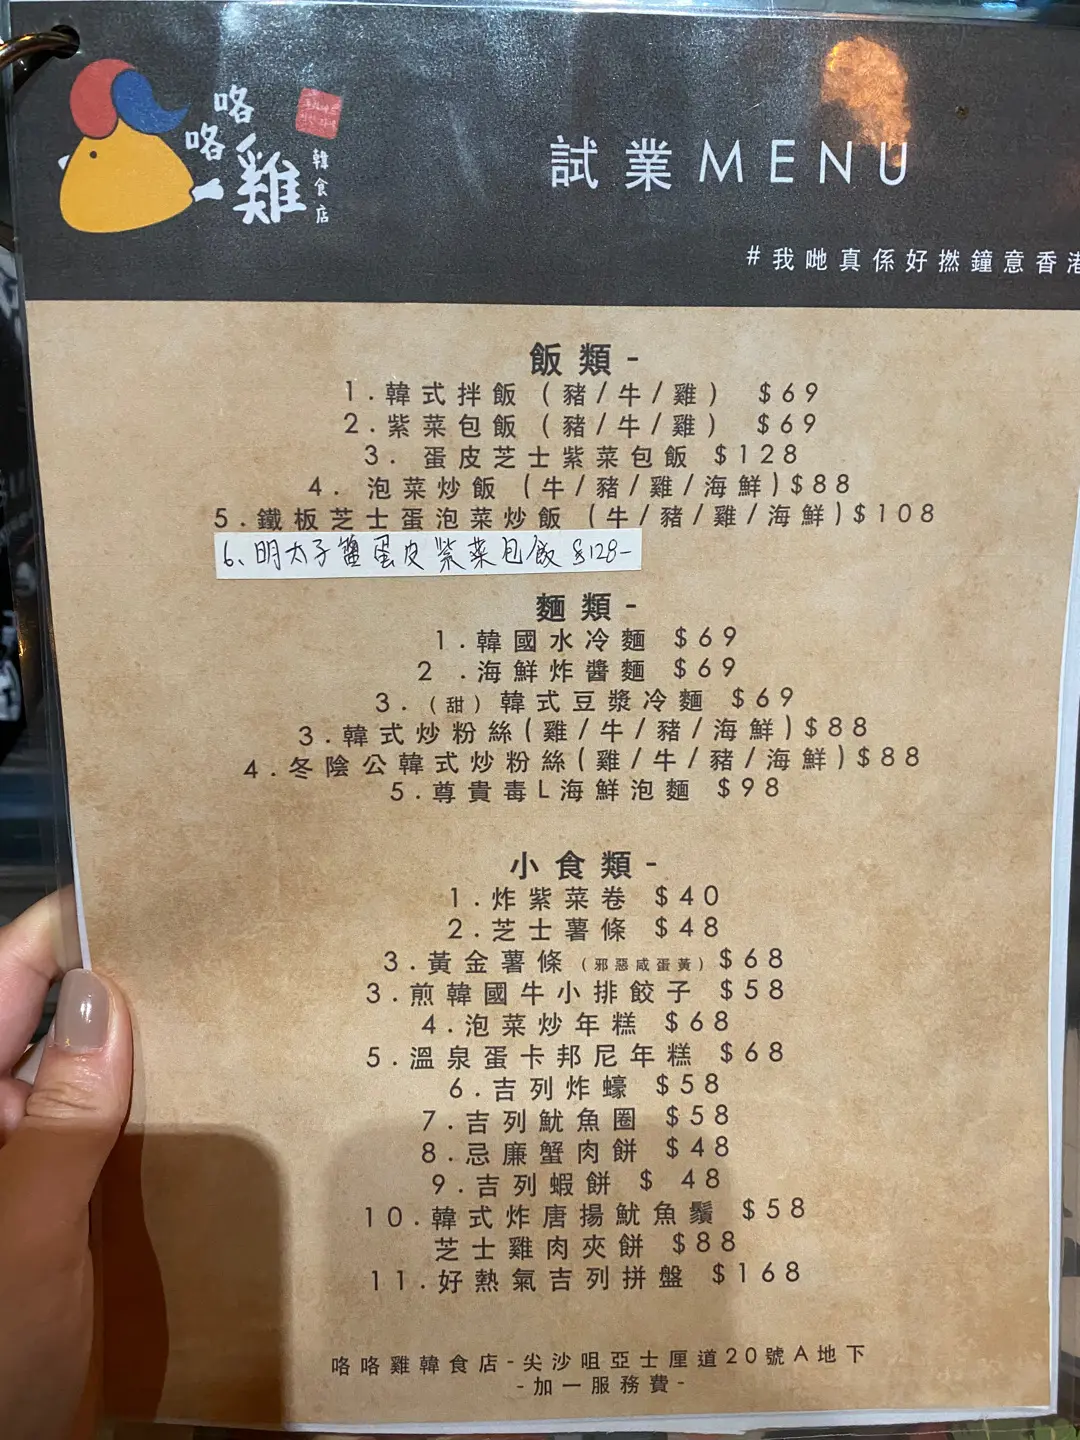 咯咯雞
韓食店
試業MENU
#我哋真係好撚鐘意香港
飯類-
1.韓式拌飯 (豬/牛/雞) $69
2.紫菜包飯 (豬/牛/雞) $69
3. 蛋皮芝士紫菜包飯 $128
4. 泡菜炒飯 (牛/豬/雞/海鮮)$88
5.鐵板芝士蛋泡菜炒飯 (牛/豬/雞/海鮮)$108
6、明太子醬蛋皮紫菜包飯 $128-
麵類-
1.韓國水冷麵 $69
2 .海鮮炸醬麵 $69
3.(甜)韓式豆漿冷麵 $69
3.韓式炒粉絲(雞/牛/豬/海鮮)$88
4.冬陰公韓式炒粉絲(雞/牛/豬/海鮮)$88
5.尊貴毒L海鮮泡麵 $98
小食類-
1.炸紫菜卷 $40
2.芝士薯條 $48
3.黃金薯條(邪惡咸蛋黃)$68
3.煎韓國牛小排餃子 $58
4.泡菜炒年糕 $68
5.溫泉蛋卡邦尼年糕 $68
6.吉列炸蠔 $58
7.吉列魷魚圈 $58
8.忌廉蟹肉餅 $48
9.吉列蝦餅 $ 48
10.韓式炸唐揚魷魚鬚 $58
芝士雞肉夾餅 $88
11.好熱氣吉列拼盤 $168
咯咯雞韓食店-尖沙咀亞士厘道20號A地下
-加一服務費-